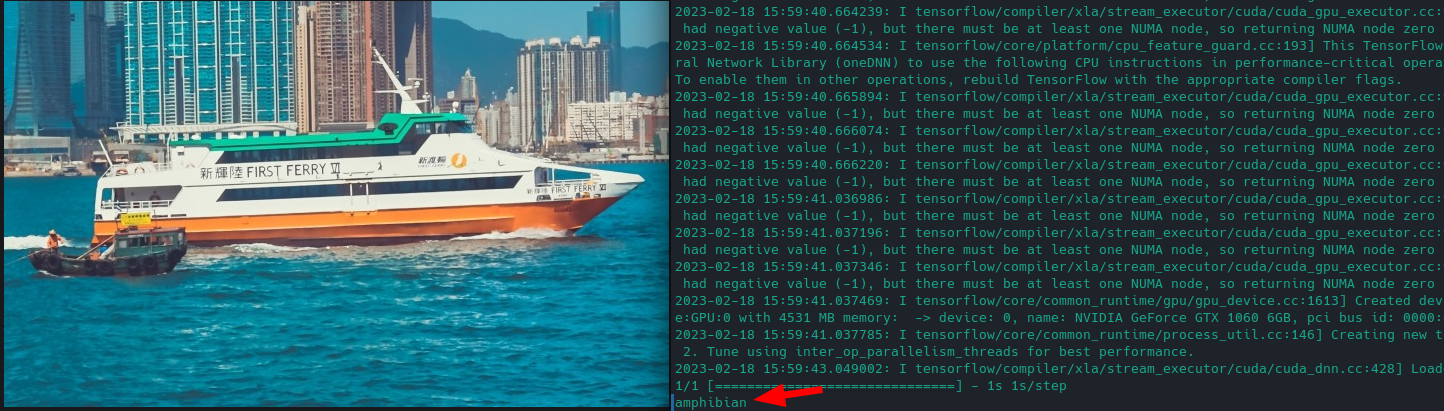 新輝陸 FIRST FERRY VI
新渡輪
FIRST FERRY
新輝陸 FIRST FERRY VI
2023-02-18 15:59:40.664239: I tensorflow/compiler/xla/stream_executor/cuda/cuda_gpu_executor.cc:
had negative value (-1), but there must be at least one NUMA node, so returning NUMA node zero
2023-02-18 15:59:40.664534: I tensorflow/core/platform/cpu_feature_guard.cc:193] This TensorFlow
ral Network Library (oneDNN) to use the following CPU instructions in performance-critical opera
To enable them in other operations, rebuild TensorFlow with the appropriate compiler flags.
2023-02-18 15:59:40.665894: I tensorflow/compiler/xla/stream_executor/cuda/cuda_gpu_executor.cc:
had negative value (-1), but there must be at least one NUMA node, so returning NUMA node zero
2023-02-18 15:59:40.666074: I tensorflow/compiler/xla/stream_executor/cuda/cuda_gpu_executor.cc:
had negative value (-1), but there must be at least one NUMA node, so returning NUMA node zero
2023-02-18 15:59:40.666220: I tensorflow/compiler/xla/stream_executor/cuda/cuda_gpu_executor.cc:
had negative value (-1), but there must be at least one NUMA node, so returning NUMA node zero
2023-02-18 15:59:41.036986: I tensorflow/compiler/xla/stream_executor/cuda/cuda_gpu_executor.cc:
had negative value (-1), but there must be at least one NUMA node, so returning NUMA node zero
2023-02-18 15:59:41.037196: I tensorflow/compiler/xla/stream_executor/cuda/cuda_gpu_executor.cc:
had negative value (-1), but there must be at least one NUMA node, so returning NUMA node zero
2023-02-18 15:59:41.037346: I tensorflow/compiler/xla/stream_executor/cuda/cuda_gpu_executor.cc:
had negative value (-1), but there must be at least one NUMA node, so returning NUMA node zero
2023-02-18 15:59:41.037469: I tensorflow/core/common_runtime/gpu/gpu_device.cc:1613] Created dev
e:GPU:0 with 4531 MB memory:  -> device: 0, name: NVIDIA GeForce GTX 1060 6GB, pci bus id: 0000:
2023-02-18 15:59:41.037785: I tensorflow/core/common_runtime/process_util.cc:146] Creating new t
2. Tune using inter_op_parallelism_threads for best performance.
2023-02-18 15:59:43.049002: I tensorflow/compiler/xla/stream_executor/cuda/cuda_dnn.cc:428] Load
1/1 [==============================] - 1s 1s/step
amphibian